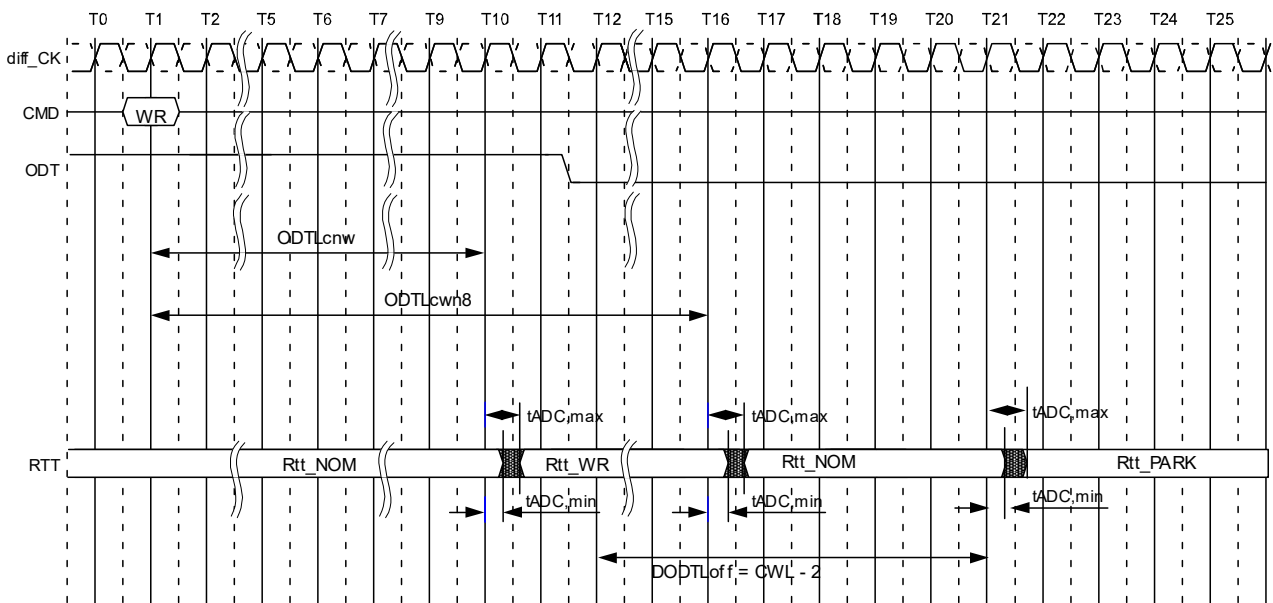 T0 T1 T2 T5 T6 T7 T9 T10 T11 T12 T15 T16 T17 T18 T19 T20 T21 T22 T23 T24 T25
diff_CK
CMD WR
ODT
ODTLcnw
ODTLcwn8
tADC,max tADC,max tADC,max
RTT Rtt_NOM Rtt_WR Rtt_NOM Rtt_PARK
tADC,min tADC,min tADC,min
DODTLoff = CWL - 2